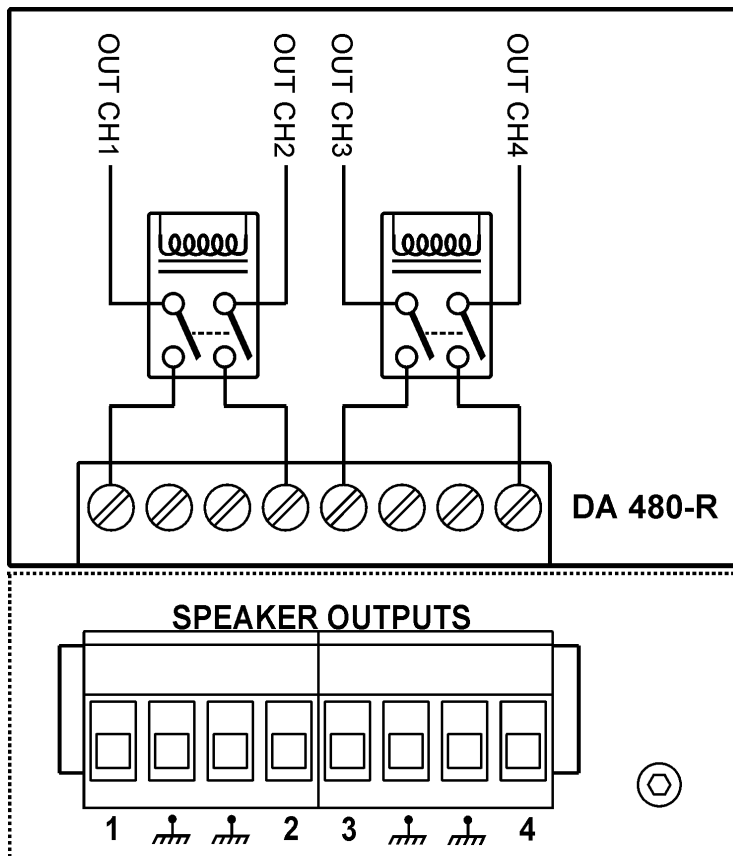 OUT CH1
OUT CH2
OUT CH3
OUT CH4
DA 480-R
SPEAKER OUTPUTS
1 2 3 4